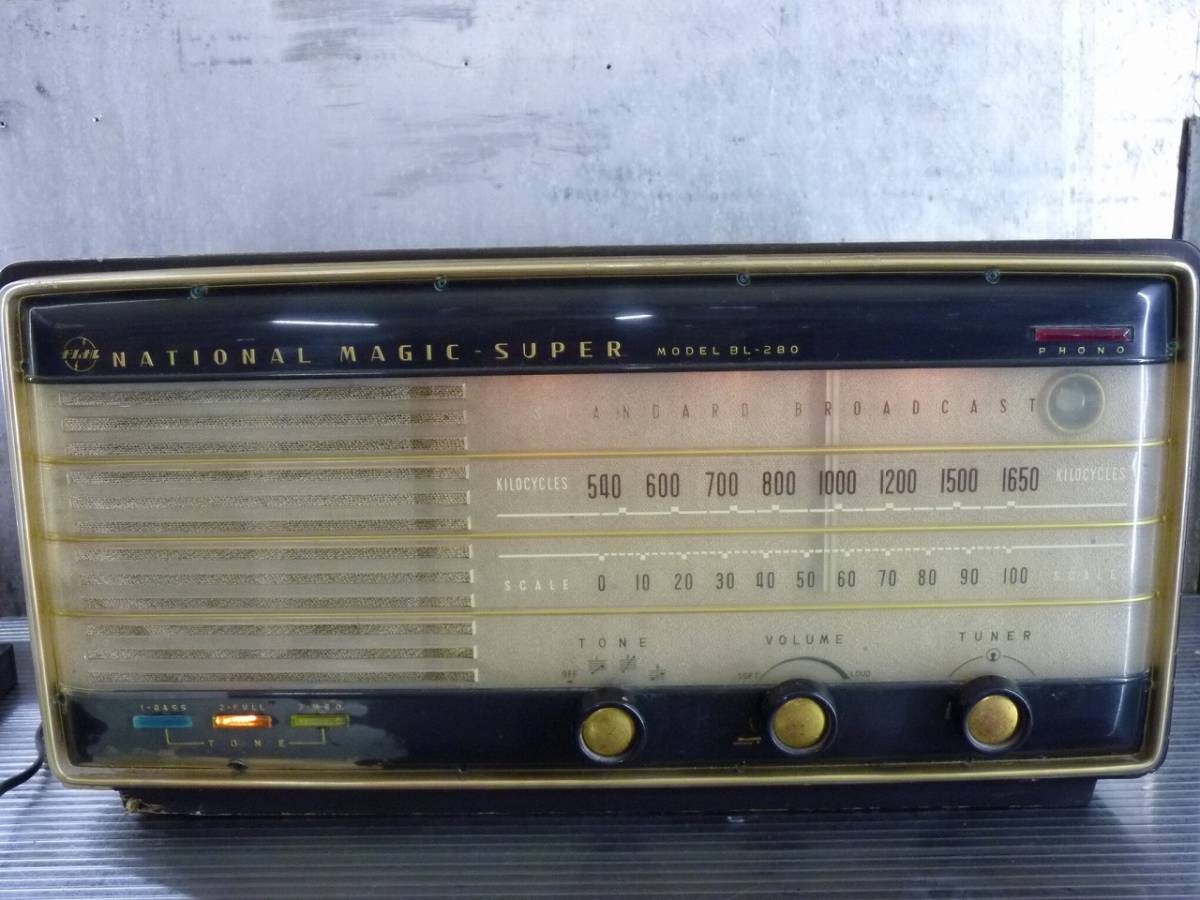 NATIONAL MAGIC-SUPER MODEL BL-280
PHONO
STANDARD BROADCAST
KILOCYCLES 540 600 700 800 1000 1200 1500 1650 KILOCYCLES
SCALE 0 10 20 30 40 50 60 70 80 90 100 SCALE
TONE VOLUME TUNER
OFF SOFT LOUD
1-BASS 2-FULL
TONE